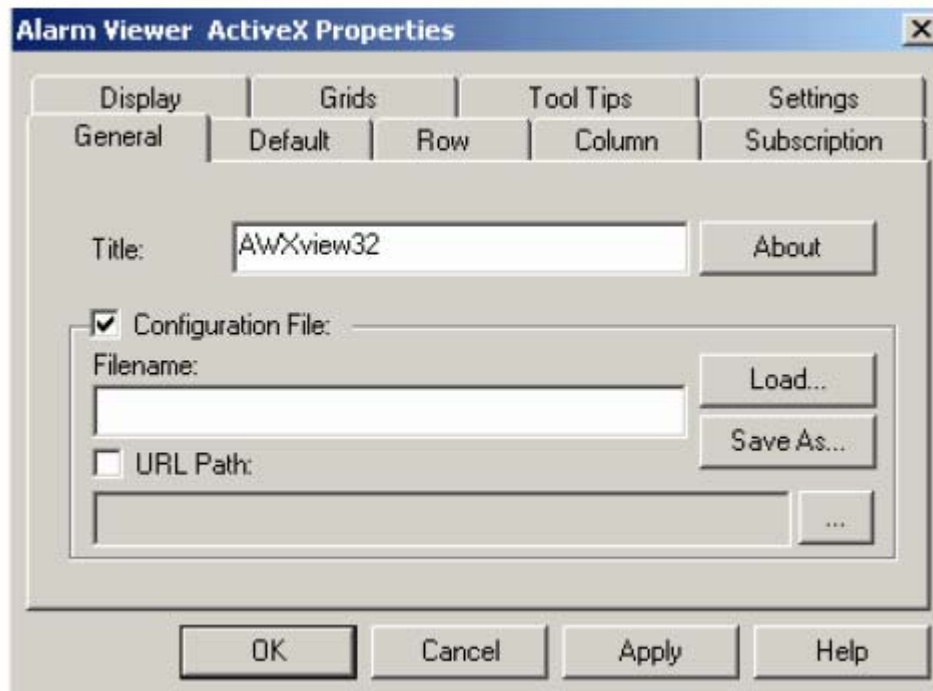 Alarm Viewer ActiveX Properties
Display Grids Tool Tips Settings
General Default Row Column Subscription
Title: AWXview32 About
Configuration File:
Filename:
Load...
Save As...
URL Path:
...
OK Cancel Apply Help